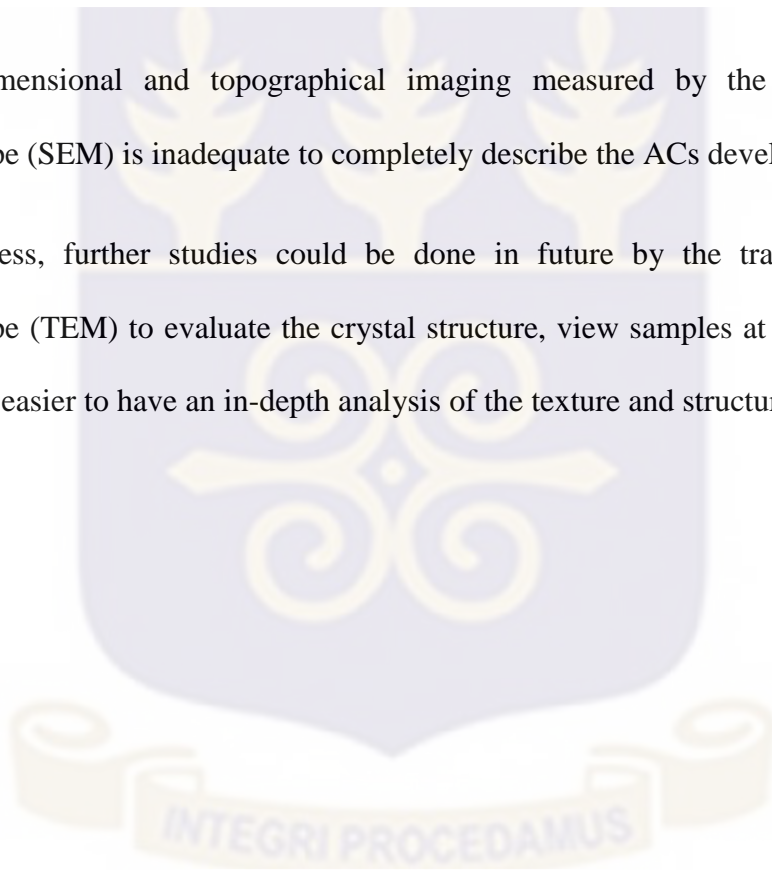 mensional and topographical imaging measured by the
pe (SEM) is inadequate to completely describe the ACs devel
ess, further studies could be done in future by the tra
pe (TEM) to evaluate the crystal structure, view samples at
easier to have an in-depth analysis of the texture and structu
INTEGRI PROCEDAMUS